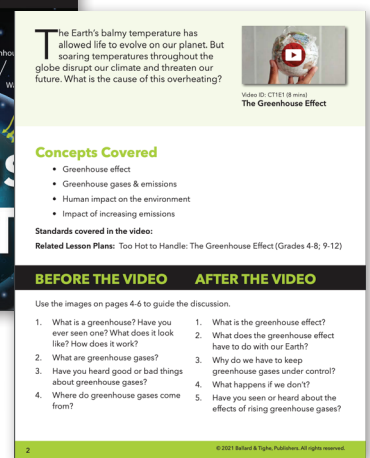 The Earth's balmy temperature has
allowed life to evolve on our planet. But
soaring temperatures throughout the
globe disrupt our climate and threaten our
future. What is the cause of this overheating?
Video ID: CT1E1 (8 mins)
The Greenhouse Effect
Concepts Covered
• Greenhouse effect
• Greenhouse gases & emissions
• Human impact on the environment
• Impact of increasing emissions
Standards covered in the video:
Related Lesson Plans: Too Hot to Handle: The Greenhouse Effect (Grades 4-8; 9-12)
BEFORE THE VIDEO
Use the images on pages 4-6 to guide the discussion.
1. What is a greenhouse? Have you
ever seen one? What does it look
like? How does it work?
2. What are greenhouse gases?
3. Have you heard good or bad things
about greenhouse gases?
4. Where do greenhouse gases come
from?
AFTER THE VIDEO
1. What is the greenhouse effect?
2. What does the greenhouse effect
have to do with our Earth?
3. Why do we have to keep
greenhouse gases under control?
4. What happens if we don't?
5. Have you seen or heard about the
effects of rising greenhouse gases?
2
© 2021 Ballard & Tighe, Publishers. All rights reserved.